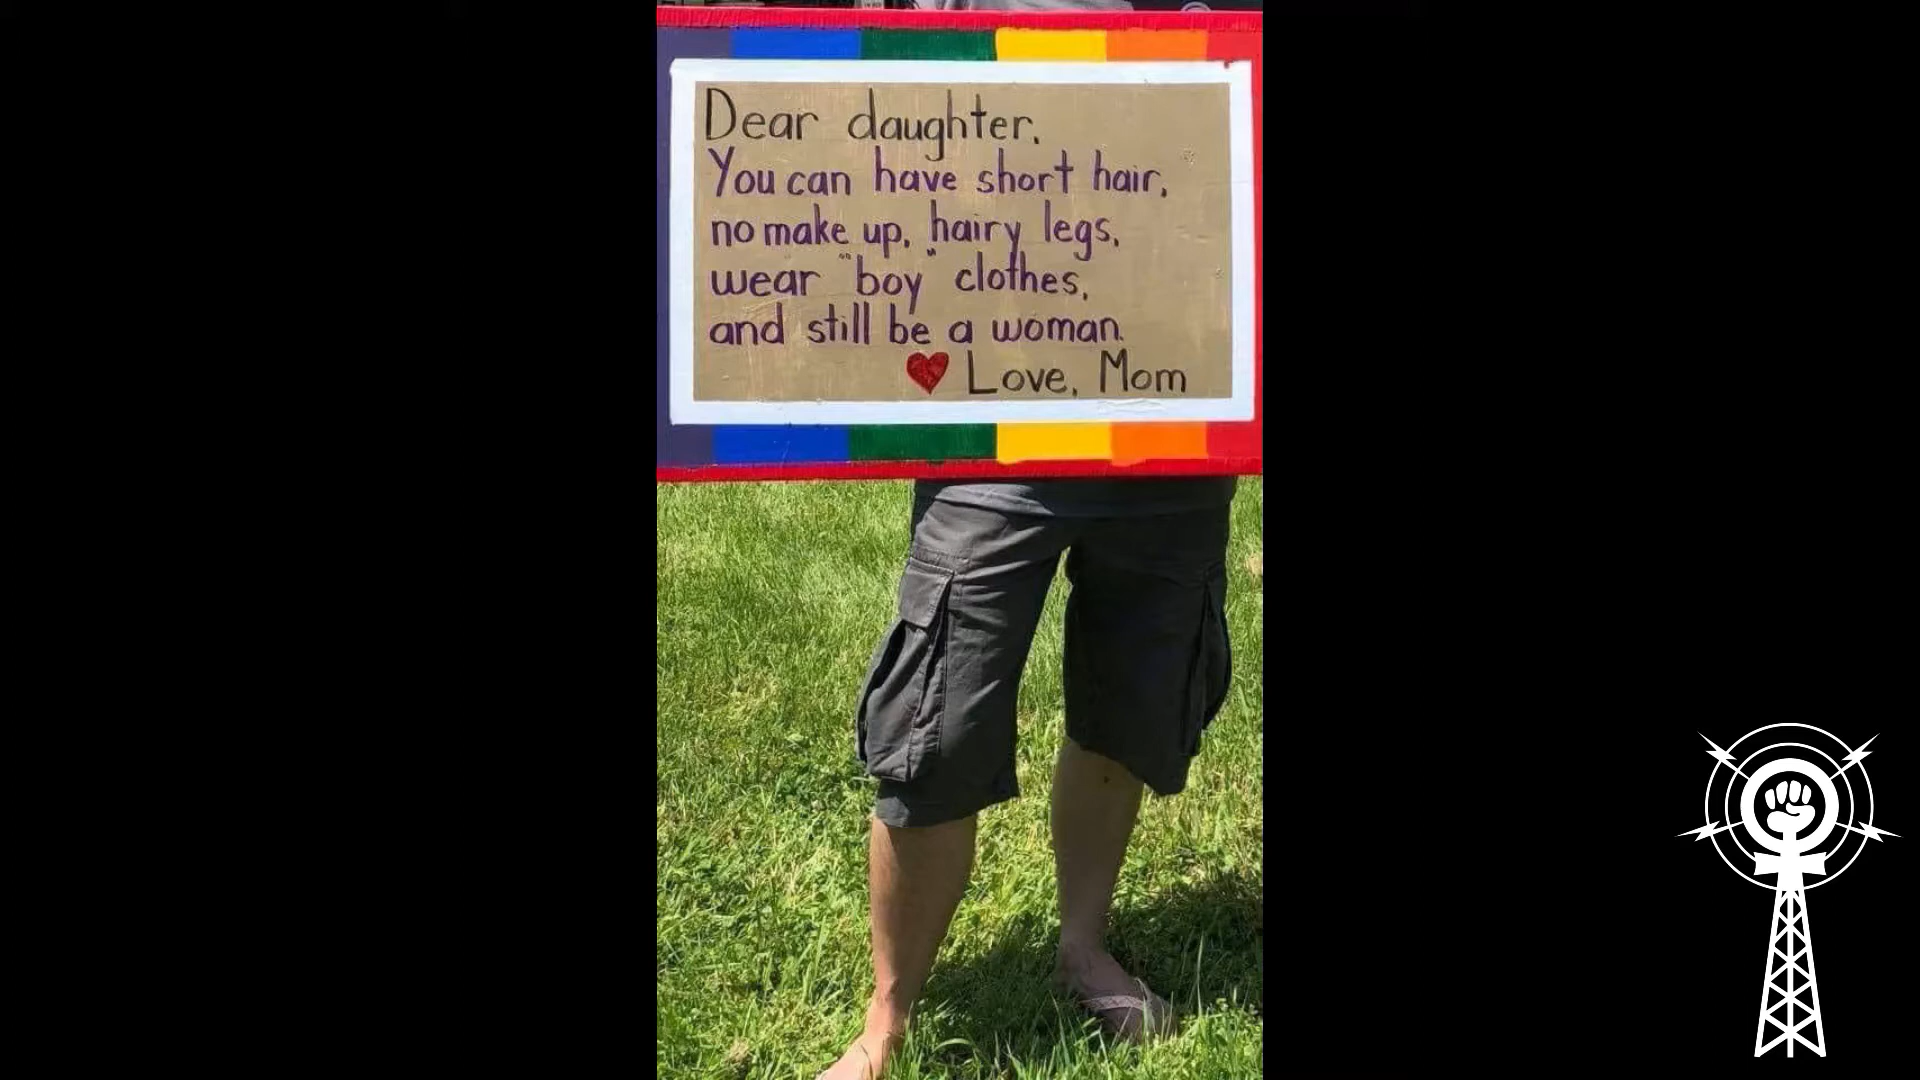 Dear daughter,
You can have short hair,
no make up, hairy legs,
wear "boy" clothes,
and still be a woman.
Love, Mom